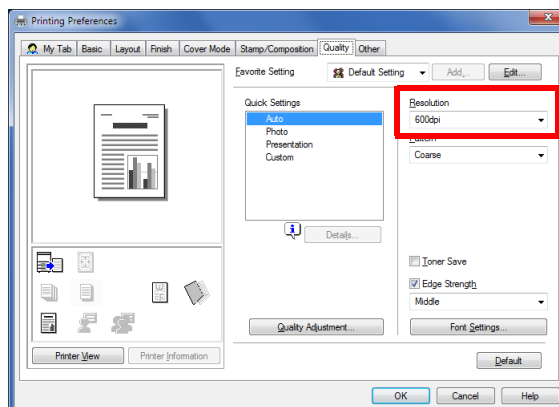 Printing Preferences
My Tab Basic Layout Finish Cover Mode Stamp/Composition Quality Other
Favorite Setting Default Setting Add... Edit...
Quick Settings
Auto
Photo
Presentation
Custom
Details...
Quality Adjustment...
Resolution
600dpi
Pattern
Coarse
Toner Save
Edge Strength
Middle
Font Settings...
Printer View Printer Information
Default
OK Cancel Help